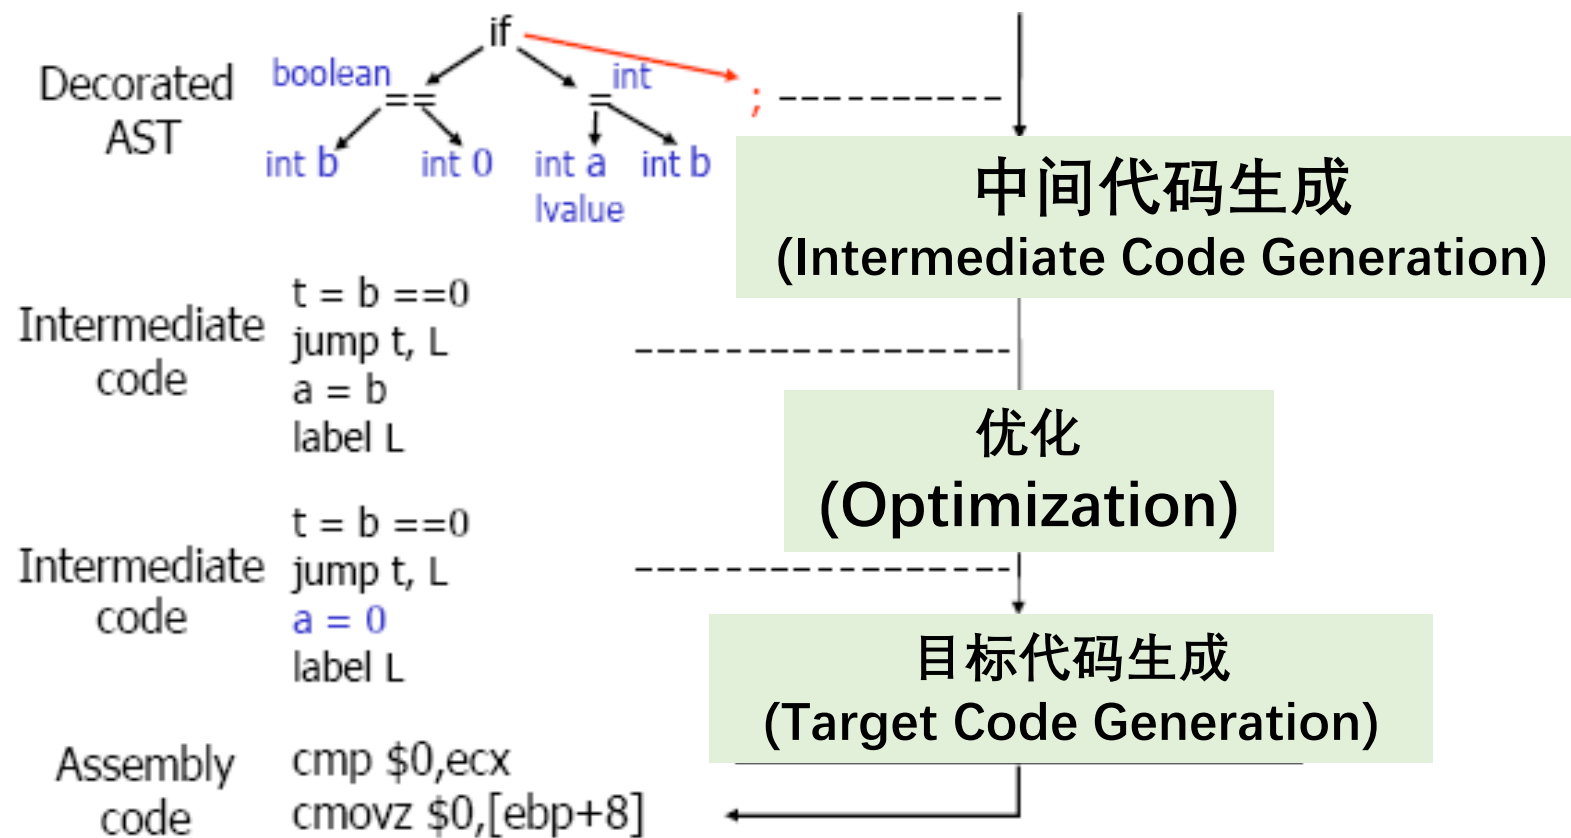 if
Decorated
AST
boolean
==
int
=
;
int b
int 0
int a
int b
lvalue
中间代码生成
(Intermediate Code Generation)
Intermediate
code
t = b ==0
jump t, L
a = b
label L
优化
(Optimization)
Intermediate
code
t = b ==0
jump t, L
a = 0
label L
目标代码生成
(Target Code Generation)
Assembly
code
cmp $0,ecx
cmovz $0,[ebp+8]